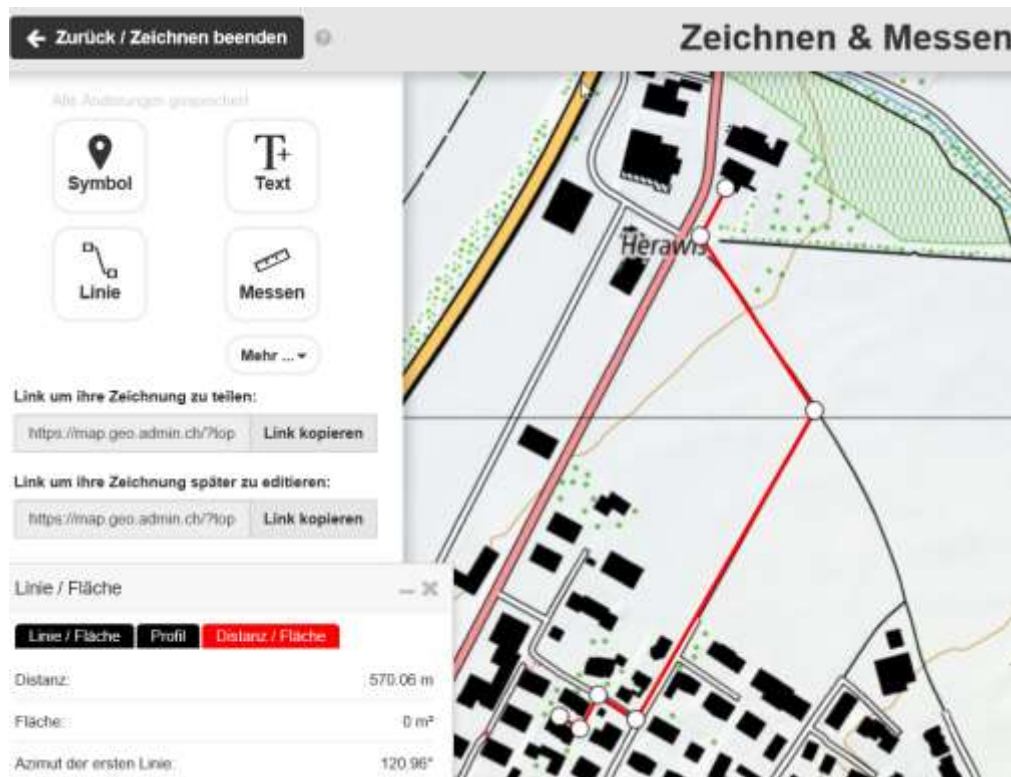 Zurück / Zeichnen beenden
Zeichnen & Messen
Alle Änderungen gespeichert
Symbol
Text
Linie
Messen
Mehr ...
Link um ihre Zeichnung zu teilen:
https://map.geo.admin.ch/?top
Link kopieren
Link um ihre Zeichnung später zu editieren:
https://map.geo.admin.ch/?top
Link kopieren
Linie / Fläche
Linie / Fläche
Profil
Distanz / Fläche
Distanz:
570.06 m
Fläche:
0 m²
Azimut der ersten Linie:
120.96°
Herawis